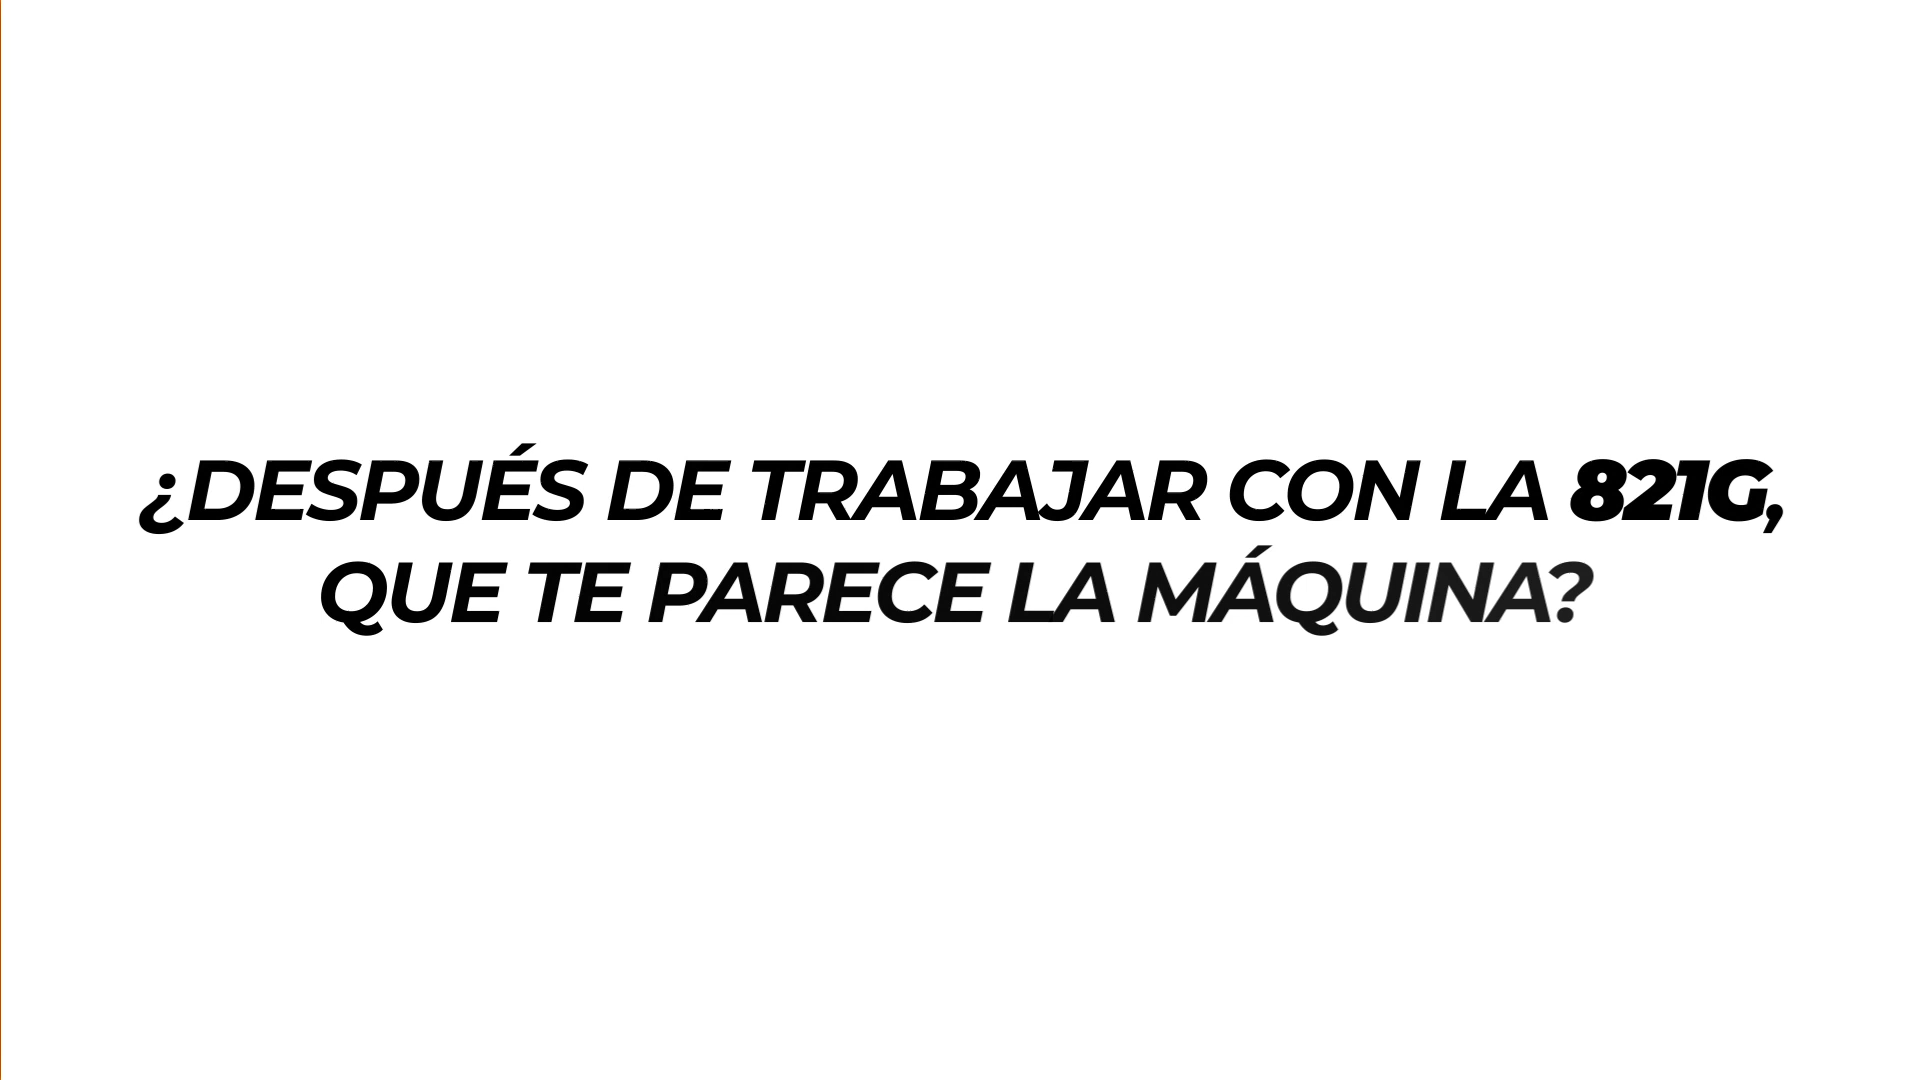 ¿DESPUÉS DE TRABAJAR CON LA 821G,
QUE TE PARECE LA MÁQUINA?